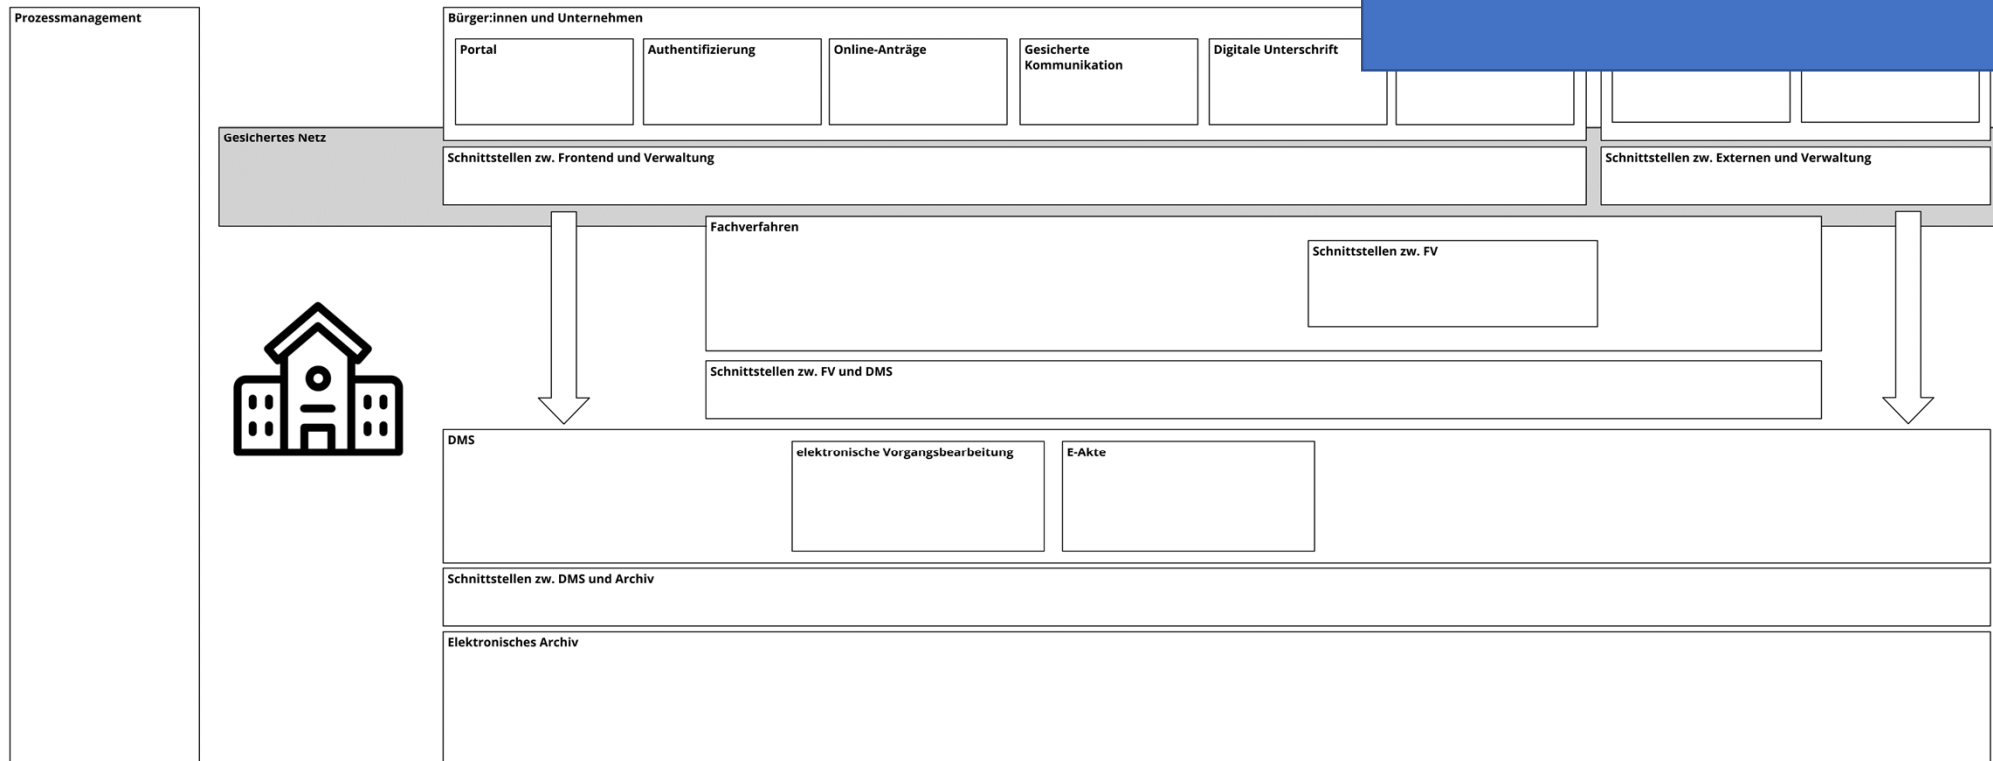 Prozessmanagement
Bürger:innen und Unternehmen
Portal
Authentifizierung
Online-Anträge
Gesicherte
Kommunikation
Digitale Unterschrift
Gesichertes Netz
Schnittstellen zw. Frontend und Verwaltung
Schnittstellen zw. Externen und Verwaltung
Fachverfahren
Schnittstellen zw. FV
Schnittstellen zw. FV und DMS
DMS
elektronische Vorgangsbearbeitung
E-Akte
Schnittstellen zw. DMS und Archiv
Elektronisches Archiv